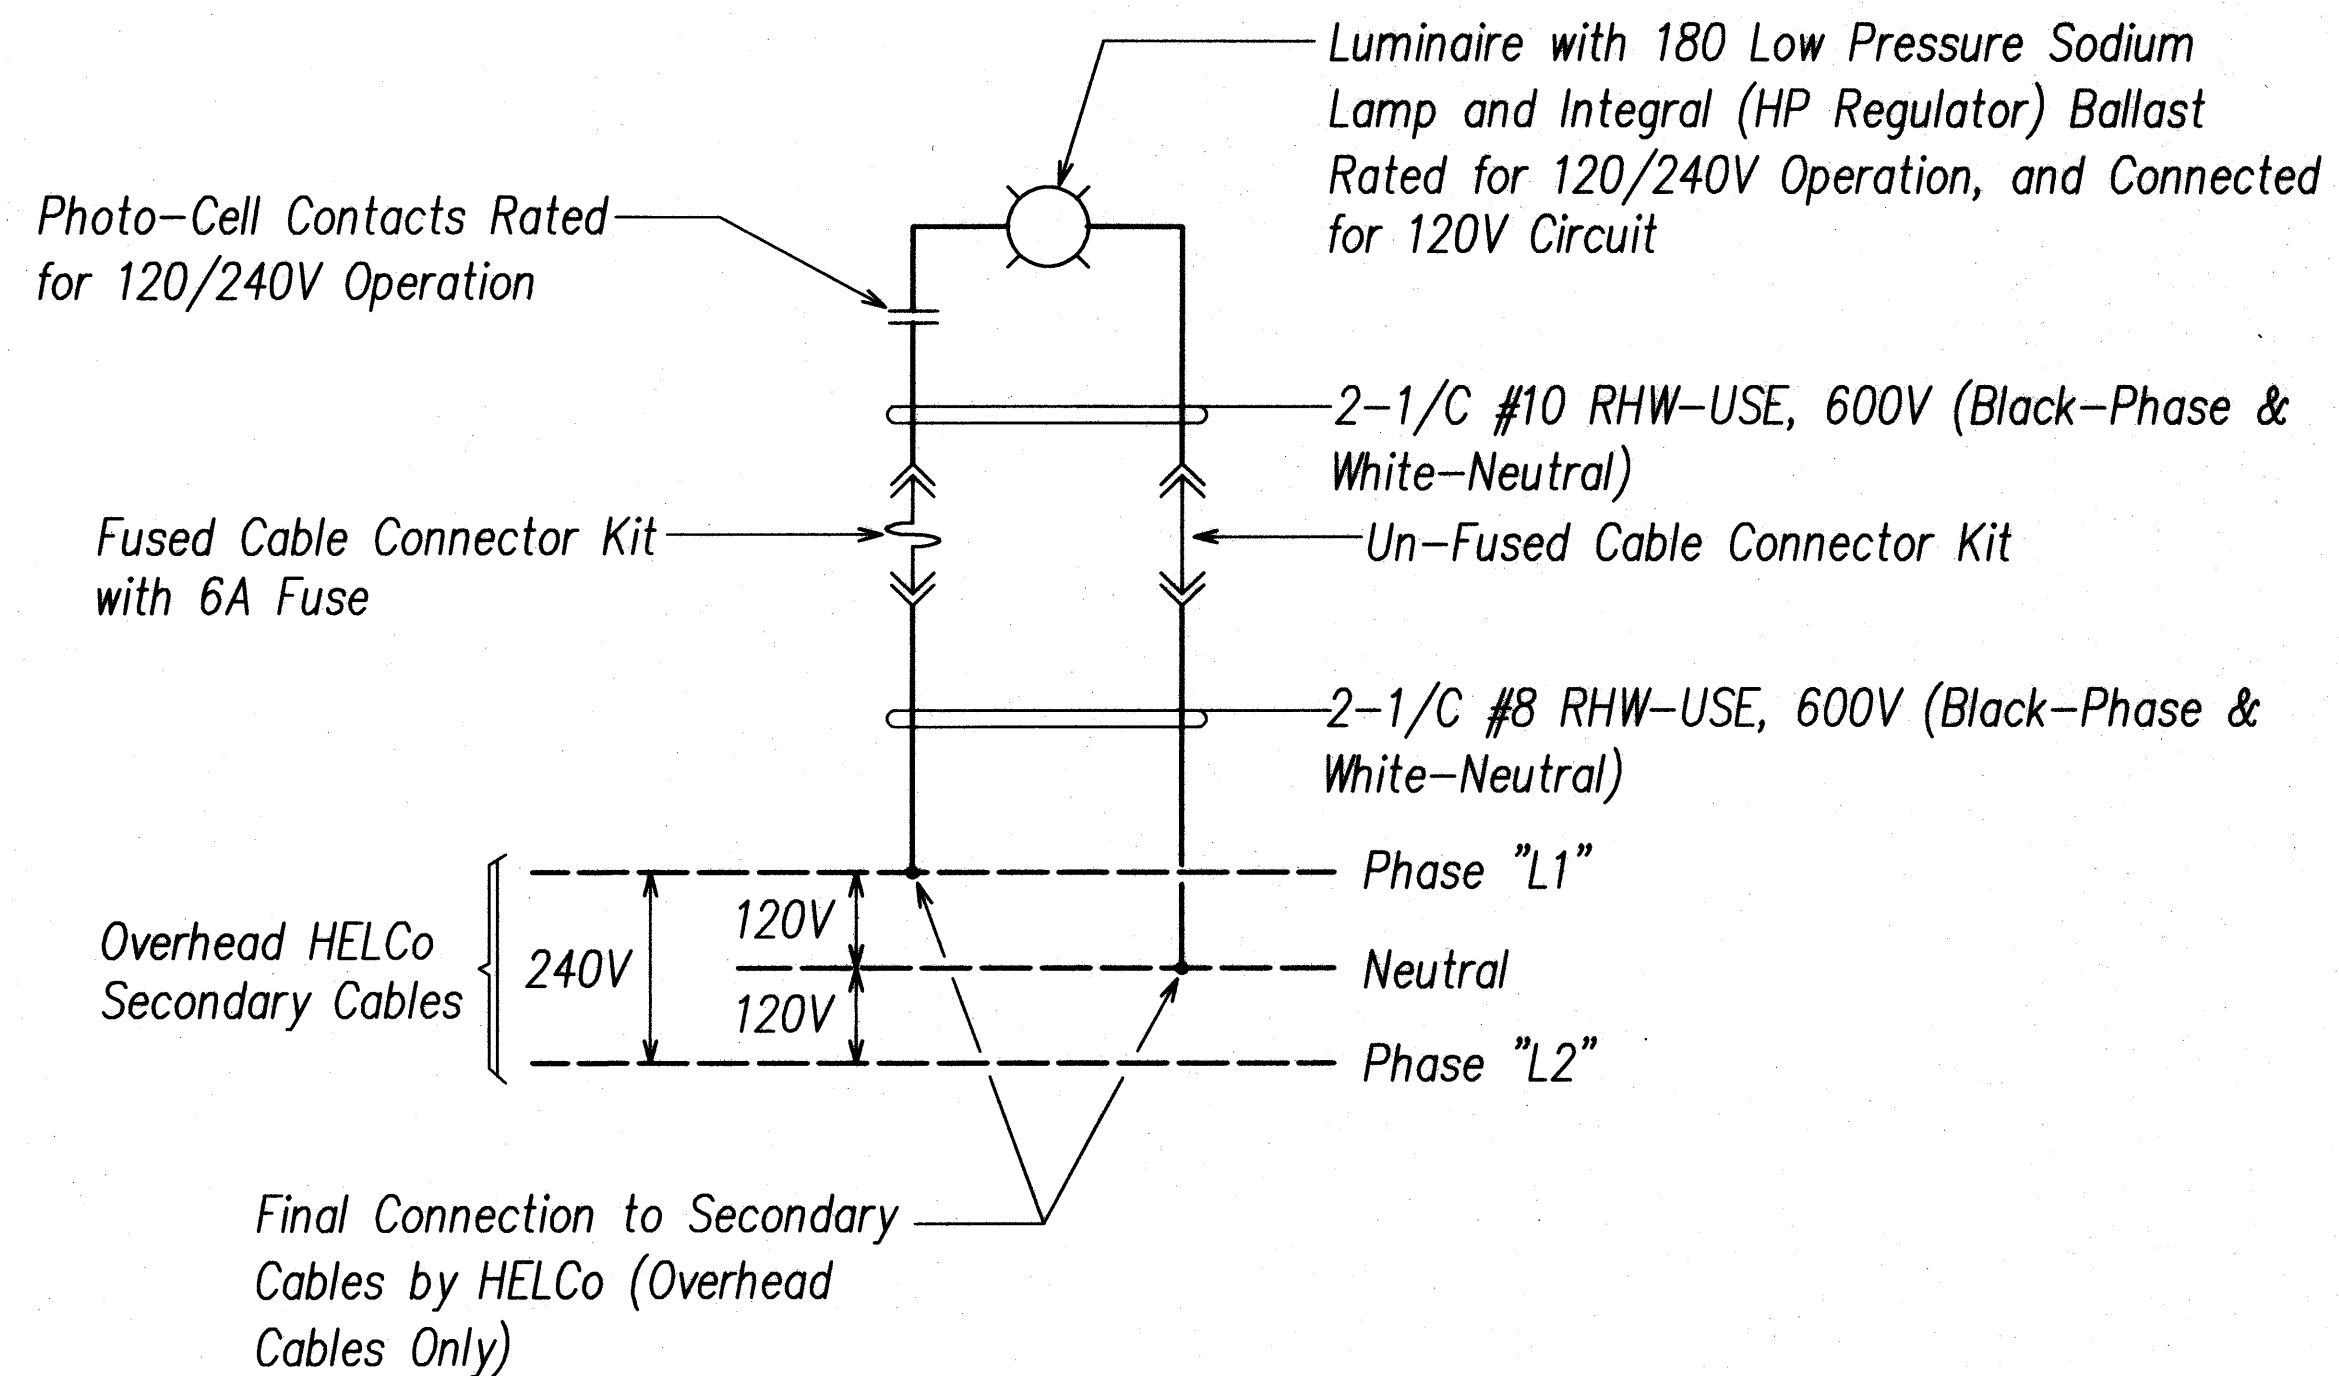 Luminaire with 180 Low Pressure Sodium
Lamp and Integral (HP Regulator) Ballast
Rated for 120/240V Operation, and Connected
for 120V Circuit
Photo-Cell Contacts Rated
for 120/240V Operation
2-1/C #10 RHW-USE, 600V (Black-Phase &
White-Neutral)
Fused Cable Connector Kit
with 6A Fuse
Un-Fused Cable Connector Kit
2-1/C #8 RHW-USE, 600V (Black-Phase &
White-Neutral)
Phase "L1"
Overhead HELCo
Secondary Cables
240V
120V
120V
Neutral
Phase "L2"
Final Connection to Secondary
Cables by HELCo (Overhead
Cables Only)